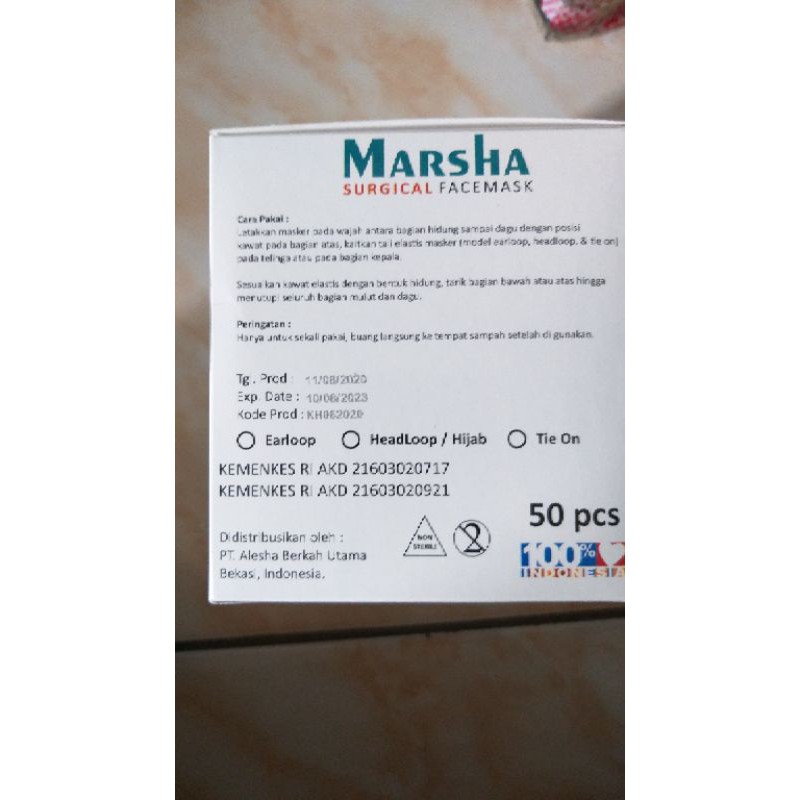 MARSHA
SURGICAL FACEMASK
Cara Pakai :
Letakkan masker pada wajah antara bagian hidung sampai dagu dengan posisi
kawat pada bagian atas, kaitkan tali elastis masker (model earloop, headloop, & tie on)
pada telinga atau pada bagian kepala.
Sesuaikan kawat elastis dengan bentuk hidung, tarik bagian bawah atau atas hingga
menutupi seluruh bagian mulut dan dagu.
Peringatan :
Hanya untuk sekali pakai, buang langsung ke tempat sampah setelah di gunakan.
Tgl. Prod : 11/08/2020
Exp. Date : 10/08/2023
Kode Prod : KH082020
Earloop HeadLoop / Hijab Tie On
KEMENKES RI AKD 21603020717
KEMENKES RI AKD 21603020921
50 pcs
Didistribusikan oleh :
PT. Alesha Berkah Utama
Bekasi, Indonesia.
NON
STERILE
2
100%
INDONESIA